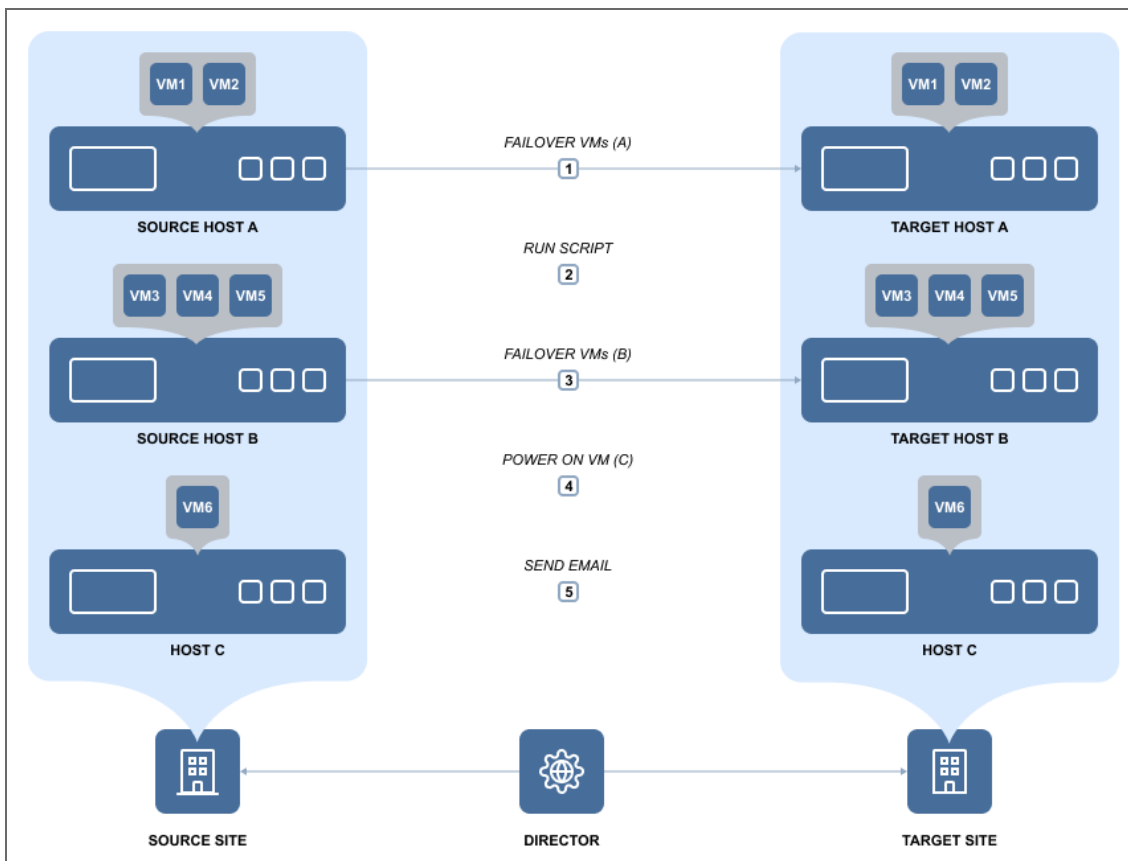 VM1 VM2
VM1 VM2
FAILOVER VMs (A)
1
SOURCE HOST A
TARGET HOST A
RUN SCRIPT
2
VM3 VM4 VM5
VM3 VM4 VM5
FAILOVER VMs (B)
3
SOURCE HOST B
TARGET HOST B
POWER ON VM (C)
4
VM6
VM6
SEND EMAIL
5
HOST C
HOST C
SOURCE SITE
DIRECTOR
TARGET SITE